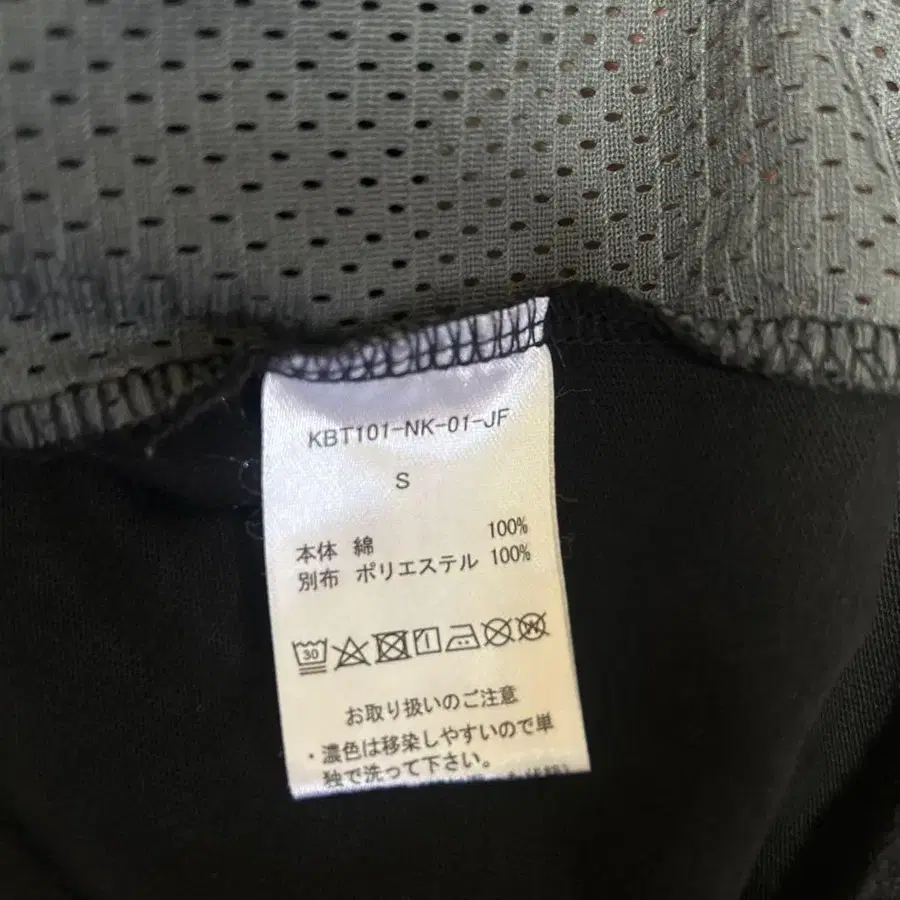 KBT101-NK-01-JF
S
本体 綿 100%
別布 ポリエステル 100%
30
W
お取り扱いのご注意
・濃色は移染しやすいので単
独で洗って下さい。